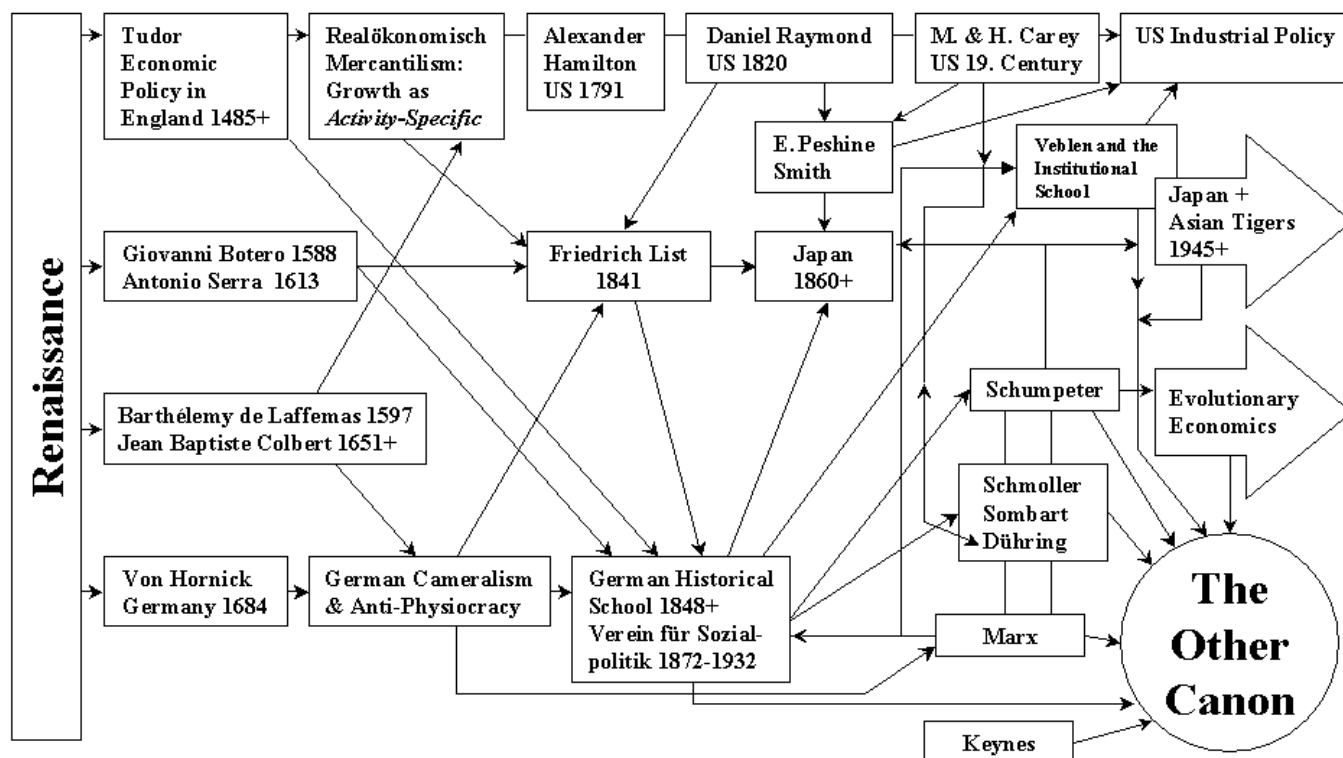 Renaissance
Tudor
Economic
Policy in
England 1485+
Realökonomisch
Mercantilism:
Growth as
Activity-Specific
Alexander
Hamilton
US 1791
Daniel Raymond
US 1820
M. & H. Carey
US 19. Century
US Industrial Policy
E. Peshine
Smith
Veblen and the
Institutional
School
Japan +
Asian Tigers
1945+
Giovanni Botero 1588
Antonio Serra 1613
Friedrich List
1841
Japan
1860+
Barthélemy de Laffemas 1597
Jean Baptiste Colbert 1651+
Schumpeter
Evolutionary
Economics
Schmoller
Sombart
Dühring
Von Hornick
Germany 1684
German Cameralism
& Anti-Physiocracy
German Historical
School 1848+
Verein für Sozial-
politik 1872-1932
Marx
The
Other
Canon
Keynes